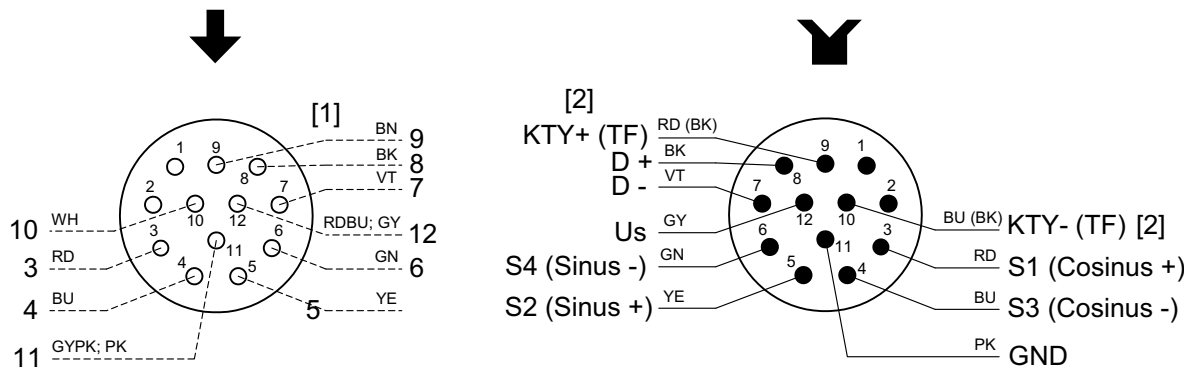 [1]
BN 9
BK 8
VT 7
RDBU; GY 12
GN 6
YE 5
WH 10
RD 3
BU 4
GYPK; PK 11
1
9
8
2
7
10
12
3
11
6
4
5
[2]
KTY+ (TF) RD (BK)
D + BK
D - VT
Us GY
S4 (Sinus -) GN
S2 (Sinus +) YE
9
1
8
7
2
12
10
6
11
3
5
4
BU (BK) KTY- (TF) [2]
RD S1 (Cosinus +)
BU S3 (Cosinus -)
PK GND